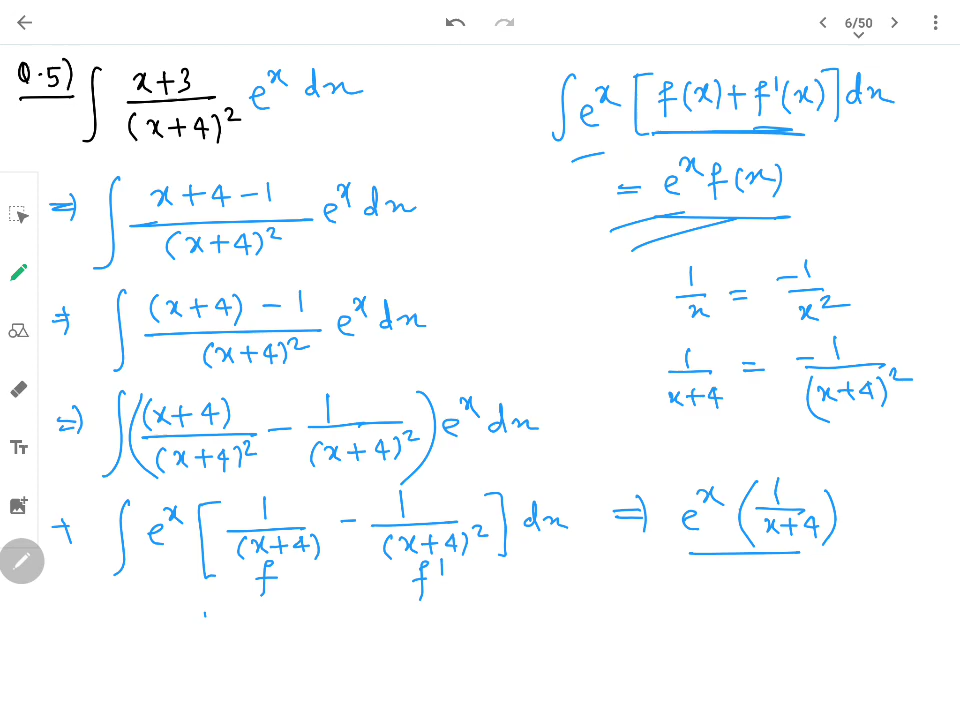 6/50
Q.5) ∫ x+3/(x+4)² eˣ dx
∫eˣ [f(x)+f'(x)]dx
= eˣf(x)
⇒ ∫ x+4-1/(x+4)² eˣ dx
1/x = -1/x²
⇒ ∫ (x+4) - 1/(x+4)² eˣ dx
1/x+4 = -1/(x+4)²
⇒ ∫((x+4)/(x+4)² - 1/(x+4)²) eˣ dx
Tт
⇒ ∫ eˣ [1/(x+4) - 1/(x+4)²] dx ⇒ eˣ (1/x+4)
f f'